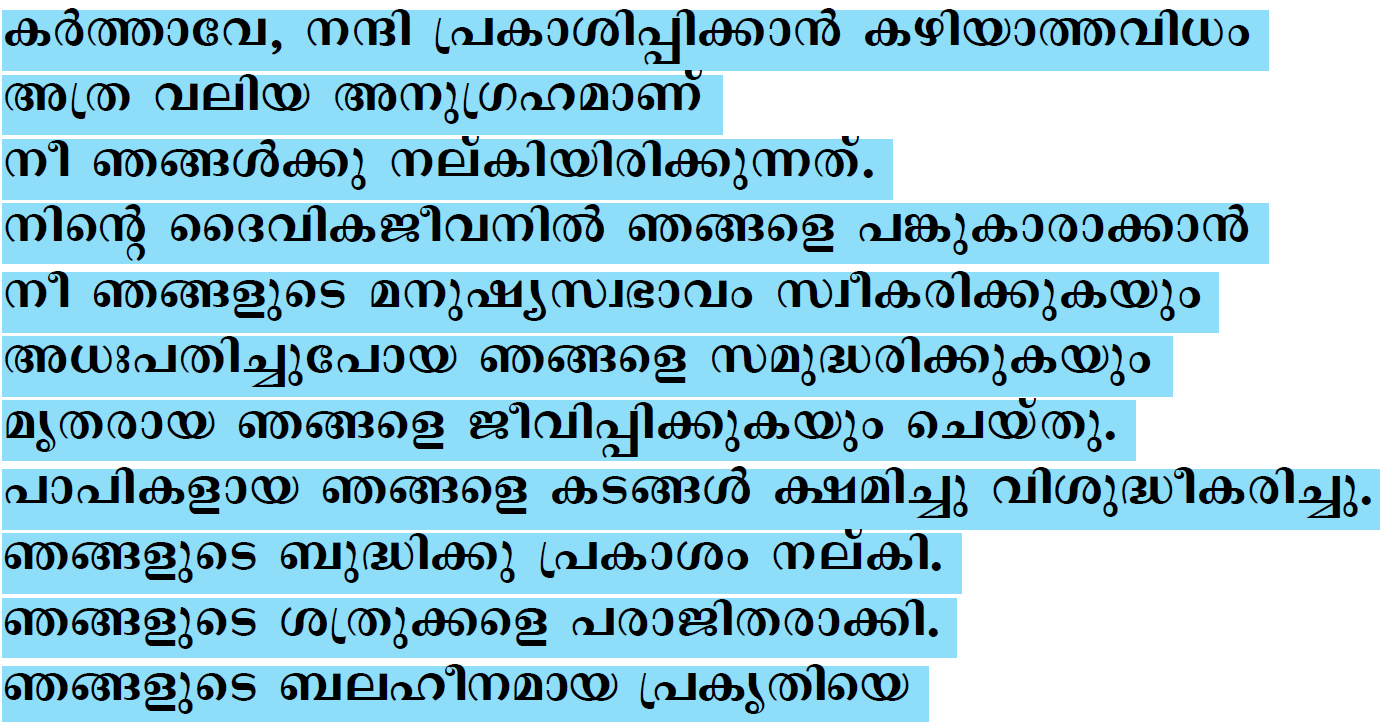 കർത്താവേ, നന്ദി പ്രകാശിപ്പിക്കാൻ കഴിയാത്തവിധം
അത്ര വലിയ അനുഗ്രഹമാണ്
നീ ഞങ്ങൾക്കു നല്കിയിരിക്കുന്നത്.
നിന്റെ ദൈവികജീവനിൽ ഞങ്ങളെ പങ്കുകാരാക്കാൻ
നീ ഞങ്ങളുടെ മനുഷ്യസ്വഭാവം സ്വീകരിക്കുകയും
അധഃപതിച്ചുപോയ ഞങ്ങളെ സമുദ്ധരിക്കുകയും
മൃതരായ ഞങ്ങളെ ജീവിപ്പിക്കുകയും ചെയ്തു.
പാപികളായ ഞങ്ങളെ കടങ്ങൾ ക്ഷമിച്ചു വിശുദ്ധീകരിച്ചു.
ഞങ്ങളുടെ ബുദ്ധിക്കു പ്രകാശം നല്കി.
ഞങ്ങളുടെ ശത്രുക്കളെ പരാജിതരാക്കി.
ഞങ്ങളുടെ ബലഹീനമായ പ്രകൃതിയെ